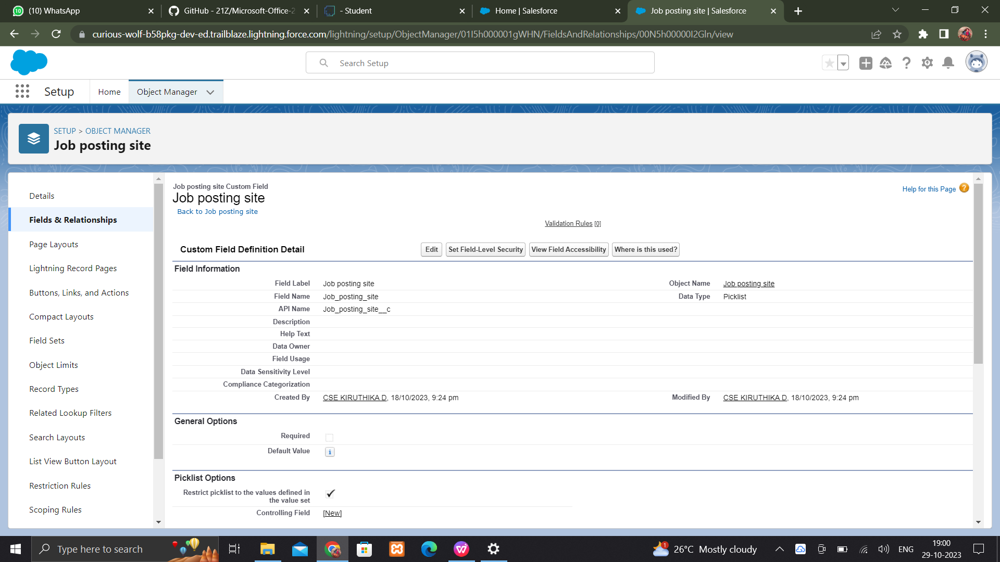 (10) WhatsApp
GitHub - 21Z/Microsoft-Office-2
- Student
Home | Salesforce
Job posting site | Salesforce
curious-wolf-b58pkg-dev-ed.trailblaze.lightning.force.com/lightning/setup/ObjectManager/01I5h000001gWHN/FieldsAndRelationships/00N5h00000I2Gln/view
Search Setup
Setup
Home
Object Manager
SETUP > OBJECT MANAGER
Job posting site
Details
Fields & Relationships
Page Layouts
Lightning Record Pages
Buttons, Links, and Actions
Compact Layouts
Field Sets
Object Limits
Record Types
Related Lookup Filters
Search Layouts
List View Button Layout
Restriction Rules
Scoping Rules
Job posting site Custom Field
Job posting site
Back to Job posting site
Help for this Page
Validation Rules [0]
Custom Field Definition Detail
Edit
Set Field-Level Security
View Field Accessibility
Where is this used?
Field Information
Field Label Job posting site
Object Name Job posting site
Field Name Job_posting_site
Data Type Picklist
API Name Job_posting_site__c
Description
Help Text
Data Owner
Field Usage
Data Sensitivity Level
Compliance Categorization
Created By CSE KIRUTHIKA D, 18/10/2023, 9:24 pm
Modified By CSE KIRUTHIKA D, 18/10/2023, 9:24 pm
General Options
Required
Default Value
Picklist Options
Restrict picklist to the values defined in
the value set
Controlling Field [New]
Type here to search
1
26°C Mostly cloudy
ENG
19:00
29-10-2023